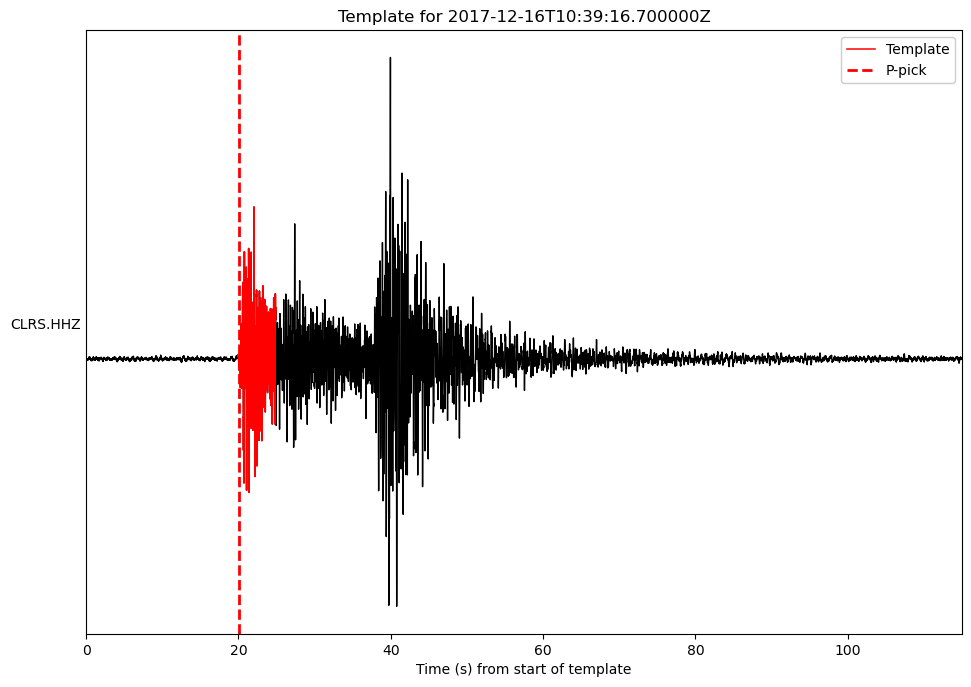 Template for 2017-12-16T10:39:16.700000Z
Template
P-pick
CLRS.HHZ
0 20 40 60 80 100
Time (s) from start of template